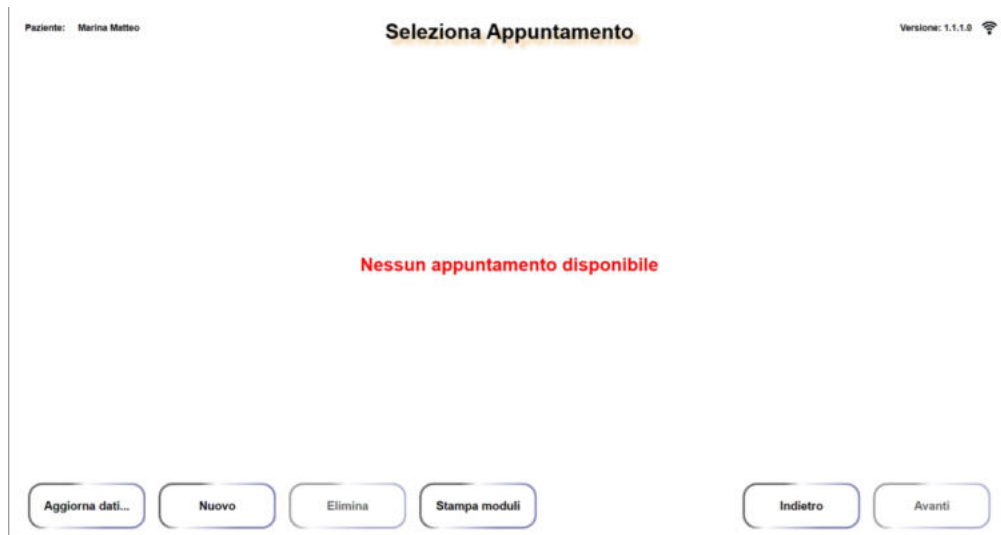 Paziente: Marina Matteo
Seleziona Appuntamento
Versione: 1.1.1.0
Nessun appuntamento disponibile
Aggiorna dati...
Nuovo
Elimina
Stampa moduli
Indietro
Avanti